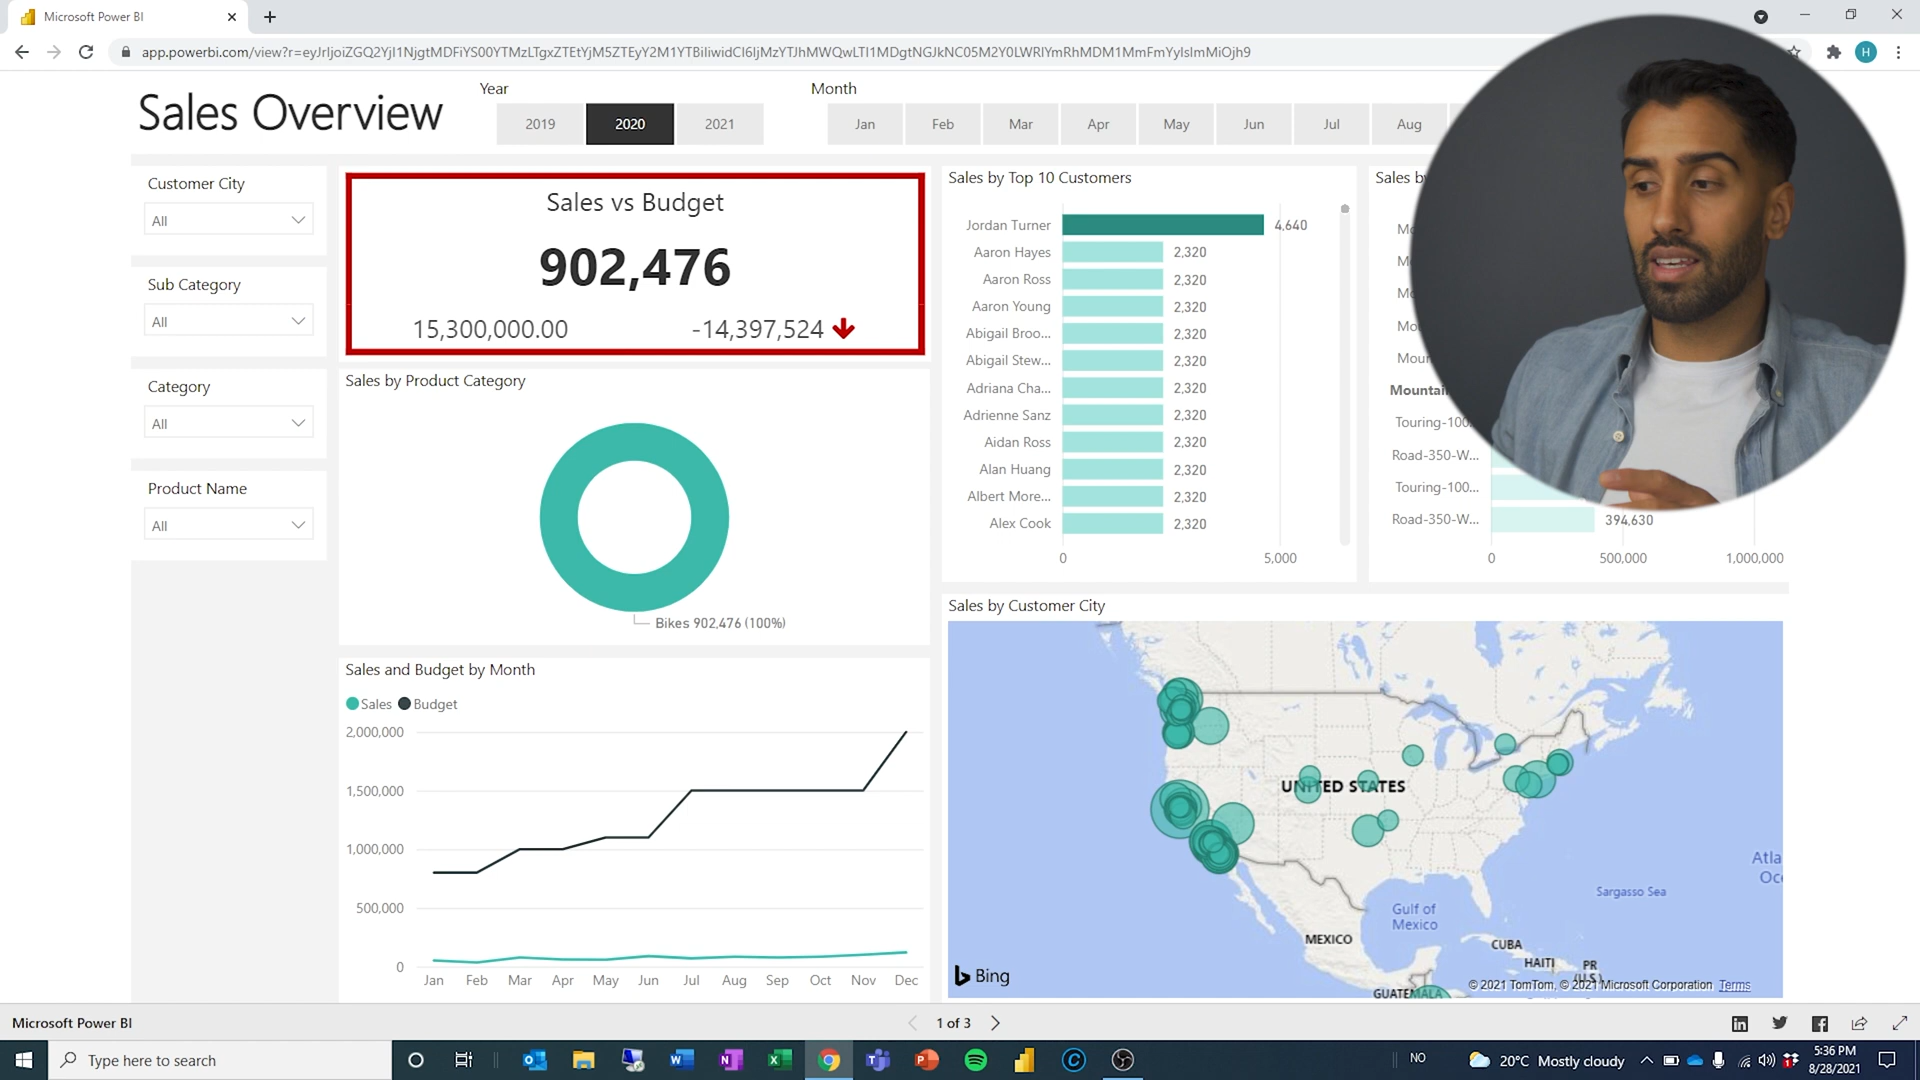 Microsoft Power BI
app.powerbi.com/view?r=eyJrIjoiZGQ2YjI1NjgtMDFiYS00YTMzLTgxZTEtYjM5ZTEyY2M1YTBiIiwidCI6IjMzYTJhMWQwLTI1MDgtNGJkNC05M2Y0LWRlYmRhMDM1MmFmYyIsImMiOjh9
H
Sales Overview
Year
2019 2020 2021
Month
Jan Feb Mar Apr May Jun Jul Aug
Customer City
All
Sub Category
All
Category
All
Product Name
All
Sales vs Budget
902,476
15,300,000.00 -14,397,524
Sales by Product Category
Bikes 902,476 (100%)
Sales and Budget by Month
Sales Budget
2,000,000
1,500,000
1,000,000
500,000
0
Jan Feb Mar Apr May Jun Jul Aug Sep Oct Nov Dec
Sales by Top 10 Customers
Jordan Turner 4,640
Aaron Hayes 2,320
Aaron Ross 2,320
Aaron Young 2,320
Abigail Broo... 2,320
Abigail Stew... 2,320
Adriana Cha... 2,320
Adrienne Sanz 2,320
Aidan Ross 2,320
Alan Huang 2,320
Albert More... 2,320
Alex Cook 2,320
0 5,000
Sales
Touring-100...
Road-350-W...
Touring-100...
Road-350-W... 394,630
0 500,000 1,000,000
Sales by Customer City
UNITED STATES
Sargasso Sea
Gulf of
Mexico
MEXICO
CUBA
HAITI
PR
(U.S.)
GUATEMALA
Bing
© 2021 TomTom, © 2021 Microsoft Corporation Terms
Microsoft Power BI
1 of 3
Type here to search
NO
20°C Mostly cloudy
5:36 PM
8/28/2021